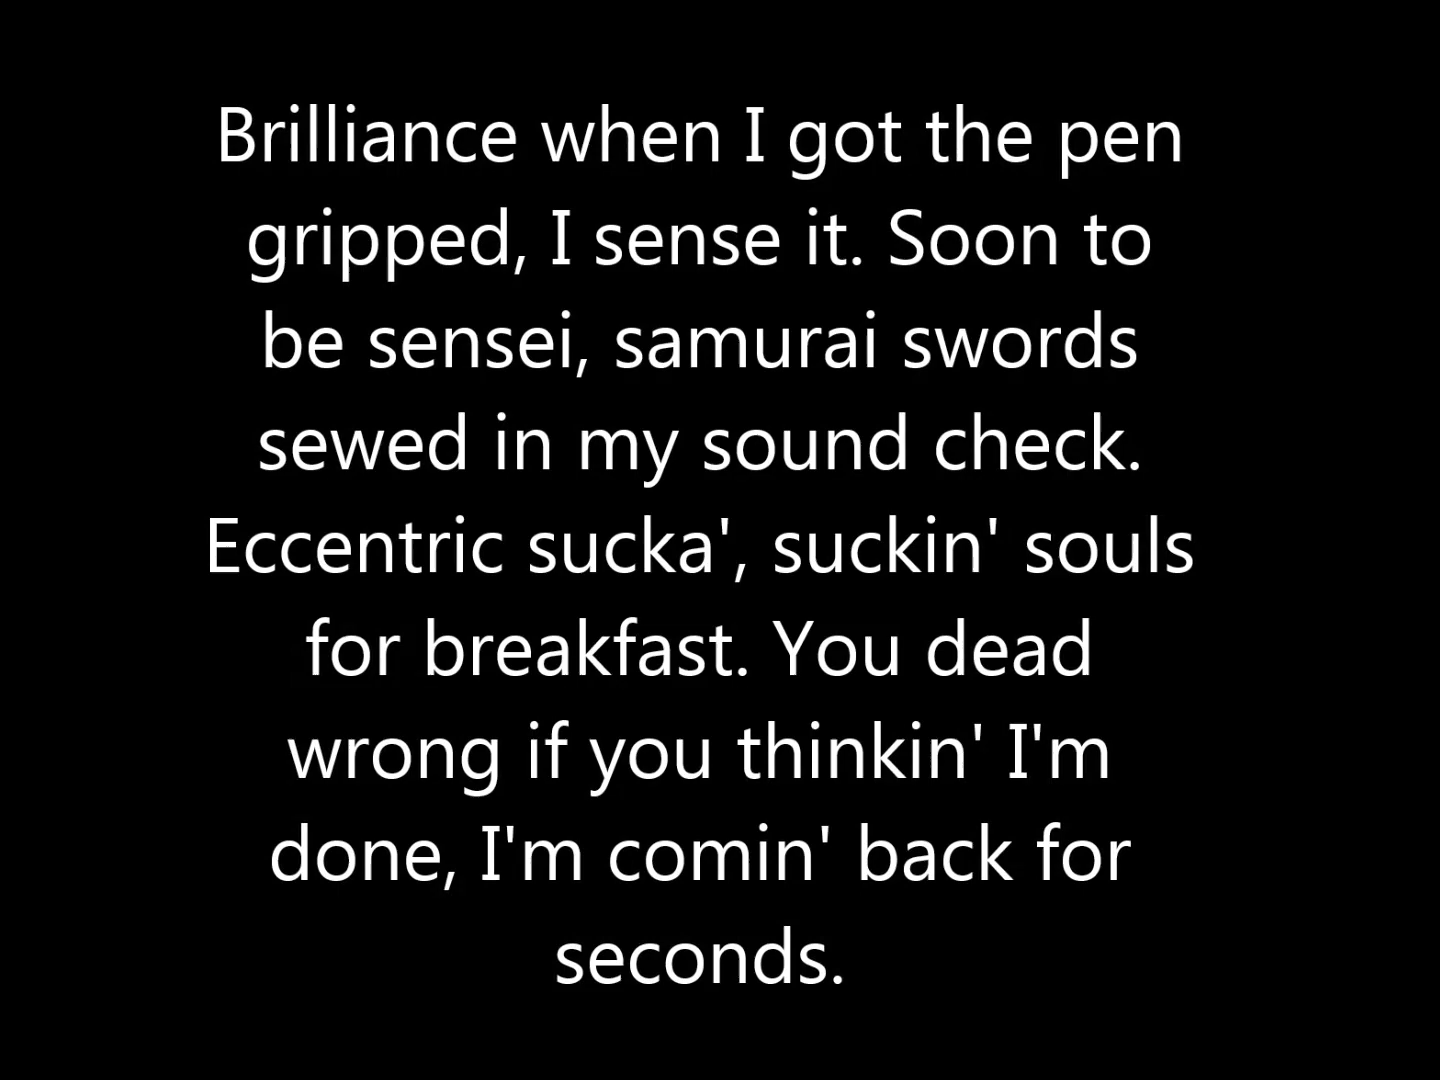 Brilliance when I got the pen
gripped, I sense it. Soon to
be sensei, samurai swords
sewed in my sound check.
Eccentric sucka', suckin' souls
for breakfast. You dead
wrong if you thinkin' I'm
done, I'm comin' back for
seconds.